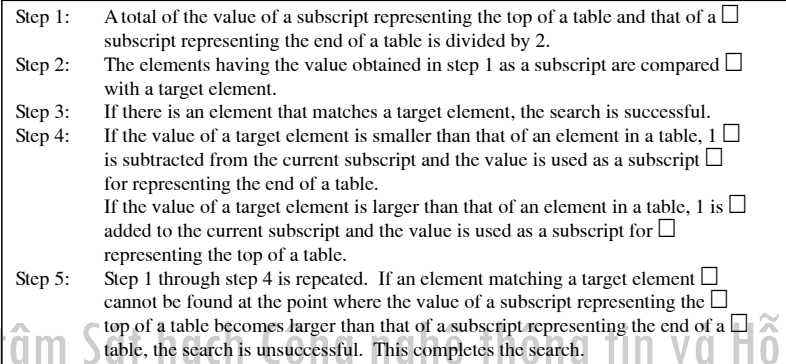 Step 1: A total of the value of a subscript representing the top of a table and that of a □
subscript representing the end of a table is divided by 2.
Step 2: The elements having the value obtained in step 1 as a subscript are compared □
with a target element.
Step 3: If there is an element that matches a target element, the search is successful.
Step 4: If the value of a target element is smaller than that of an element in a table, 1 □
is subtracted from the current subscript and the value is used as a subscript □
for representing the end of a table.
If the value of a target element is larger than that of an element in a table, 1 is □
added to the current subscript and the value is used as a subscript for □
representing the top of a table.
Step 5: Step 1 through step 4 is repeated. If an element matching a target element □
cannot be found at the point where the value of a subscript representing the □
top of a table becomes larger than that of a subscript representing the end of a □
table, the search is unsuccessful. This completes the search.
tâm Sát hạch Công nghệ thông tin và Hỗ